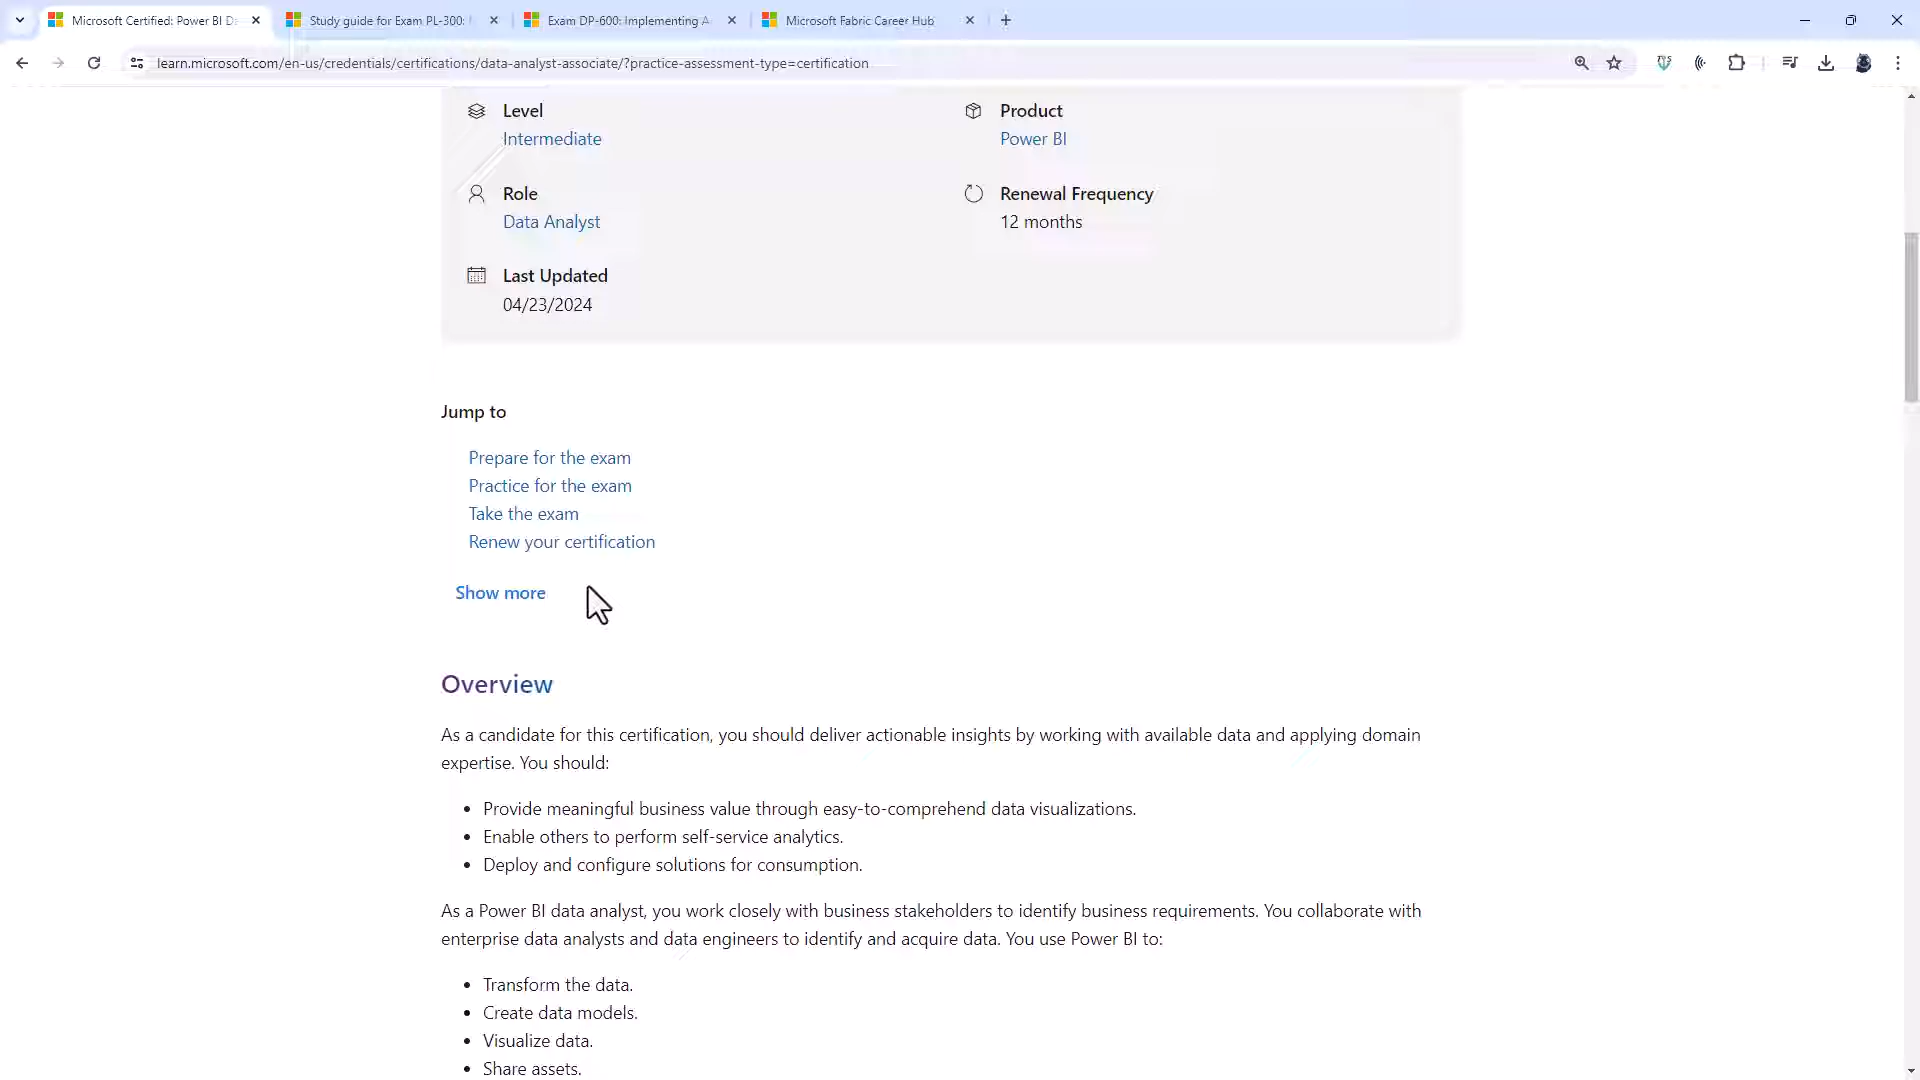 Microsoft Certified: Power BI Da
Study guide for Exam PL-300:
Exam DP-600: Implementing A
Microsoft Fabric Career Hub
learn.microsoft.com/en-us/credentials/certifications/data-analyst-associate/?practice-assessment-type=certification
Level
Intermediate
Product
Power BI
Role
Data Analyst
Renewal Frequency
12 months
Last Updated
04/23/2024
Jump to
Prepare for the exam
Practice for the exam
Take the exam
Renew your certification
Show more
Overview
As a candidate for this certification, you should deliver actionable insights by working with available data and applying domain
expertise. You should:
• Provide meaningful business value through easy-to-comprehend data visualizations.
• Enable others to perform self-service analytics.
• Deploy and configure solutions for consumption.
As a Power BI data analyst, you work closely with business stakeholders to identify business requirements. You collaborate with
enterprise data analysts and data engineers to identify and acquire data. You use Power BI to:
• Transform the data.
• Create data models.
• Visualize data.
• Share assets.